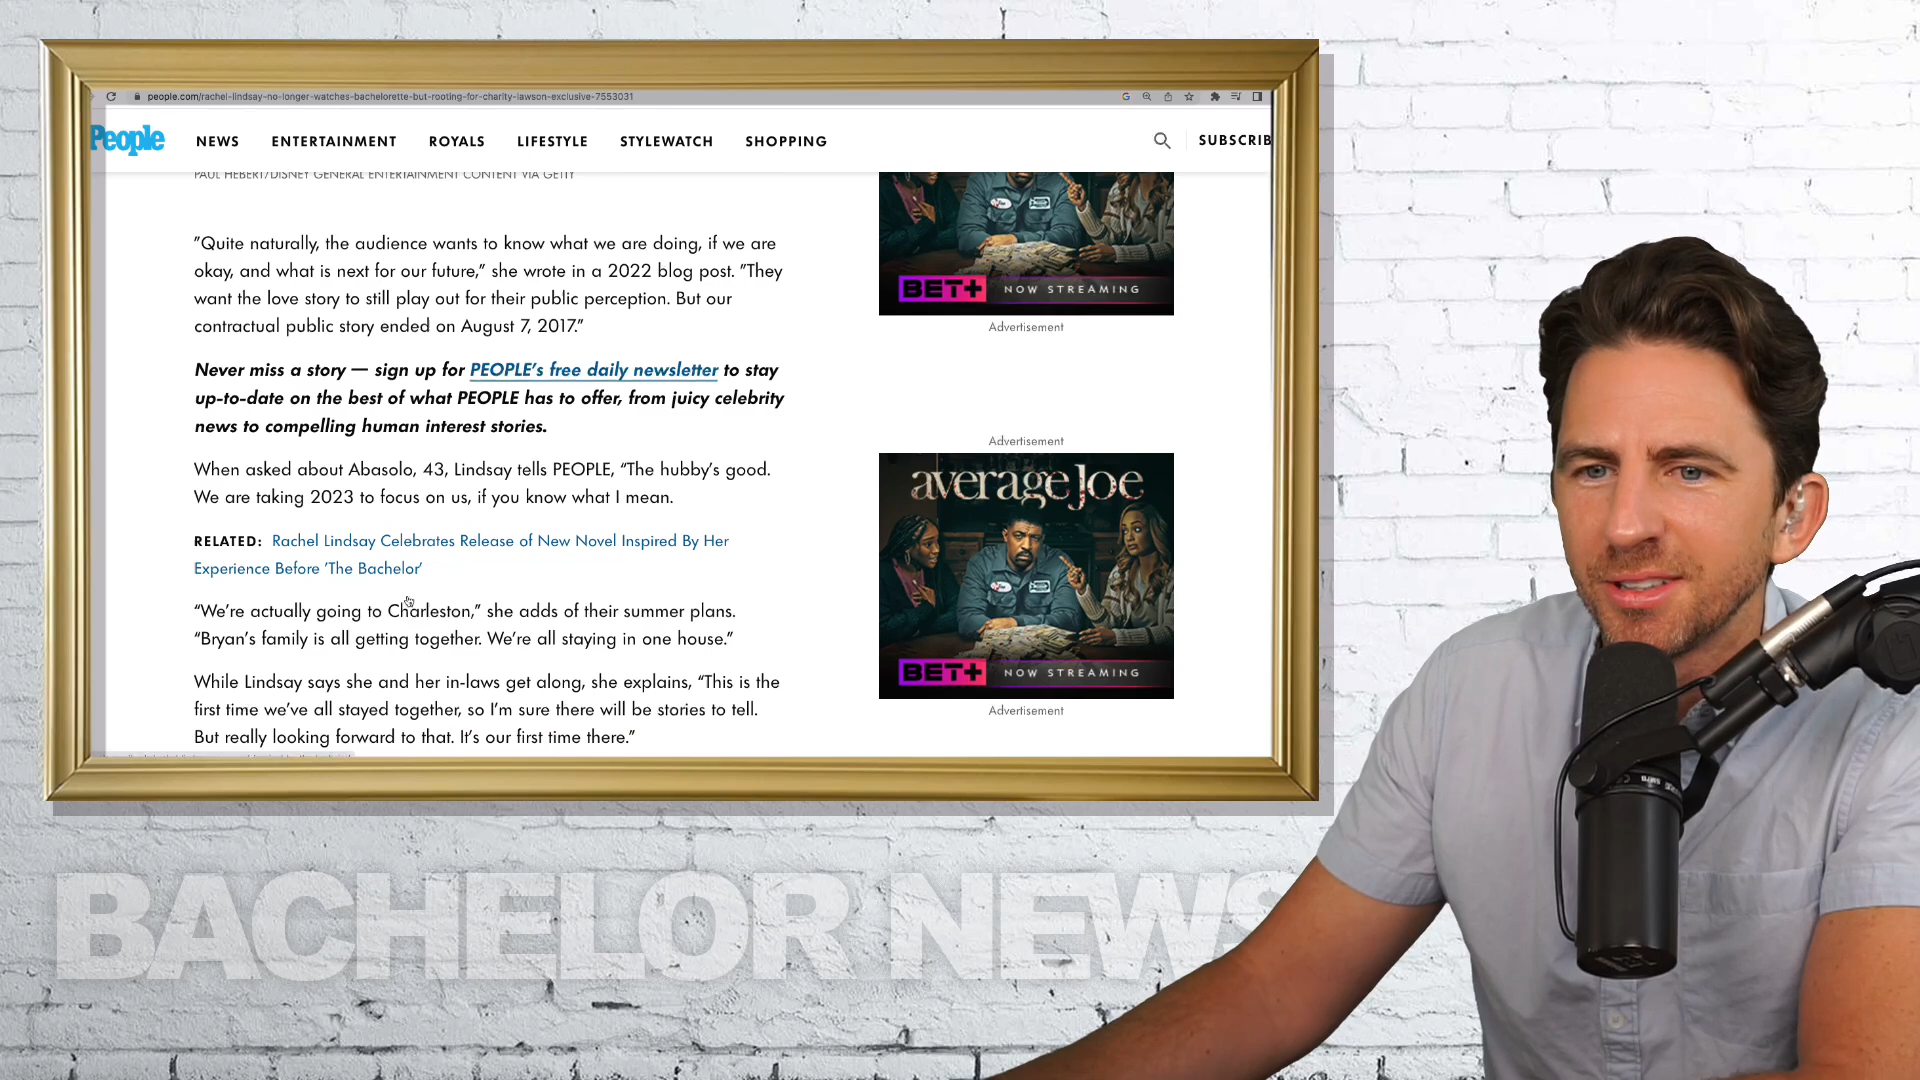 people.com/rachel-lindsay-no-longer-watches-bachelorette-but-rooting-for-charity-lawson-exclusive-7553031
People
NEWS ENTERTAINMENT ROYALS LIFESTYLE STYLEWATCH SHOPPING
SUBSCRIB
PAUL HEBERT/DISNEY GENERAL ENTERTAINMENT CONTENT VIA GETTY
"Quite naturally, the audience wants to know what we are doing, if we are
okay, and what is next for our future," she wrote in a 2022 blog post. "They
want the love story to still play out for their public perception. But our
contractual public story ended on August 7, 2017."
Never miss a story — sign up for PEOPLE's free daily newsletter to stay
up-to-date on the best of what PEOPLE has to offer, from juicy celebrity
news to compelling human interest stories.
When asked about Abasolo, 43, Lindsay tells PEOPLE, “The hubby’s good.
We are taking 2023 to focus on us, if you know what I mean.
RELATED: Rachel Lindsay Celebrates Release of New Novel Inspired By Her
Experience Before 'The Bachelor'
“We’re actually going to Charleston,” she adds of their summer plans.
“Bryan’s family is all getting together. We’re all staying in one house.”
While Lindsay says she and her in-laws get along, she explains, “This is the
first time we’ve all stayed together, so I’m sure there will be stories to tell.
But really looking forward to that. It’s our first time there.”
BET+ NOW STREAMING
Advertisement
Advertisement
average Joe
BET+ NOW STREAMING
Advertisement
BACHELOR NEWS